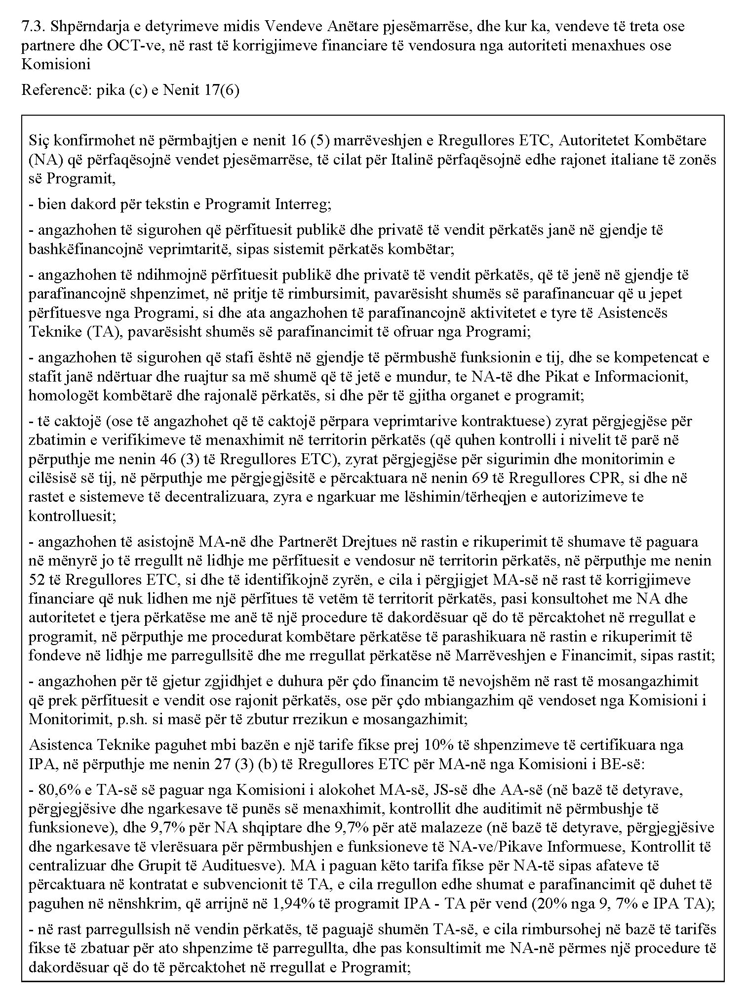 7.3. Shpërndarja e detyrimeve midis Vendeve Anëtare pjesëmarrëse, dhe kur ka, vendeve të treta ose
partnere dhe OCT-ve, në rast të korrigjimeve financiare të vendosura nga autoriteti menaxhues ose
Komisioni
Referencë: pika (c) e Nenit 17(6)
Siç konfirmohet në përmbajtjen e nenit 16 (5) marrëveshjen e Rregullores ETC, Autoritetet Kombëtare
(NA) që përfaqësojnë vendet pjesëmarrëse, të cilat për Italinë përfaqësojnë edhe rajonet italiane të zonës
së Programit,
- bien dakord për tekstin e Programit Interreg;
- angazhohen të sigurohen që përfituesit publikë dhe privatë të vendit përkatës janë në gjendje të
bashkëfinancojnë veprimtaritë, sipas sistemit përkatës kombëtar;
- angazhohen të ndihmojnë përfituesit publikë dhe privatë të vendit përkatës, që të jenë në gjendje të
parafinancojnë shpenzimet, në pritje të rimbursimit, pavarësisht shumës së parafinancuar që u jepet
përfituesve nga Programi, si dhe ata angazhohen të parafinancojnë aktivitetet e tyre të Asistencës
Teknike (TA), pavarësisht shumës së parafinancimit të ofruar nga Programi;
- angazhohen të sigurohen që stafi është në gjendje të përmbushë funksionin e tij, dhe se kompetencat e
stafit janë ndërtuar dhe ruajtur sa më shumë që të jetë e mundur, te NA-të dhe Pikat e Informacionit,
homologët kombëtarë dhe rajonalë përkatës, si dhe për të gjitha organet e programit;
- të caktojë (ose të angazhohet që të caktojë përpara veprimtarive kontraktuese) zyrat përgjegjëse për
zbatimin e verifikimeve të menaxhimit në territorin përkatës (që quhen kontrolli i nivelit të parë në
përputhje me nenin 46 (3) të Rregullores ETC), zyrat përgjegjëse për sigurimin dhe monitorimin e
cilësisë së tij, në përputhje me përgjegjësitë e përcaktuara në nenin 69 të Rregullores CPR, si dhe në
rastet e sistemeve të decentralizuara, zyra e ngarkuar me lëshimin/tërheqjen e autorizimeve te
kontrolluesit;
- angazhohen të asistojnë MA-në dhe Partnerët Drejtues në rastin e rikuperimit të shumave të paguara
në mënyrë jo të rregullt në lidhje me përfituesit e vendosur në territorin përkatës, në përputhje me nenin
52 të Rregullores ETC, si dhe të identifikojnë zyrën, e cila i përgjigjet MA-së në rast të korrigjimeve
financiare që nuk lidhen me një përfitues të vetëm të territorit përkatës, pasi konsultohet me NA dhe
autoritetet e tjera përkatëse me anë të një procedure të dakordësuar që do të përcaktohet në rregullat e
programit, në përputhje me procedurat kombëtare përkatëse të parashikuara në rastin e rikuperimit të
fondeve në lidhje me parregullsitë dhe me rregullat përkatëse në Marrëveshjen e Financimit, sipas rastit;
- angazhohen për të gjetur zgjidhjet e duhura për çdo financim të nevojshëm në rast të mosangazhimit
që prek përfituesit e vendit ose rajonit përkatës, ose për çdo mbiangazhim që vendoset nga Komisioni i
Monitorimit, p.sh. si masë për të zbutur rrezikun e mosangazhimit;
Asistenca Teknike paguhet mbi bazën e një tarife fikse prej 10% të shpenzimeve të certifikuara nga
IPA, në përputhje me nenin 27 (3) (b) të Rregullores ETC për MA-në nga Komisioni i BE-së:
- 80,6% e TA-së së paguar nga Komisioni i alokohet MA-së, JS-së dhe AA-së (në bazë të detyrave,
përgjegjësive dhe ngarkesave të punës së menaxhimit, kontrollit dhe auditimit në përmbushje të
funksioneve), dhe 9,7% për NA shqiptare dhe 9,7% për atë malazeze (në bazë të detyrave, përgjegjësive
dhe ngarkesave të vlerësuara për përmbushjen e funksioneve të NA-ve/Pikave Informuese, Kontrollit të
centralizuar dhe Grupit të Audituesve). MA i paguan këto tarifa fikse për NA-të sipas afateve të
përcaktuara në kontratat e subvencionit të TA, e cila rregullon edhe shumat e parafinancimit që duhet të
paguhen në nënshkrim, që arrijnë në 1,94% të programit IPA - TA për vend (20% nga 9, 7% e IPA TA);
- në rast parregullsish në vendin përkatës, të paguajë shumën TA-së, e cila rimbursohej në bazë të tarifës
fikse të zbatuar për ato shpenzime të parregullta, dhe pas konsultimit me NA-në përmes një procedure të
dakordësuar që do të përcaktohet në rregullat e Programit;